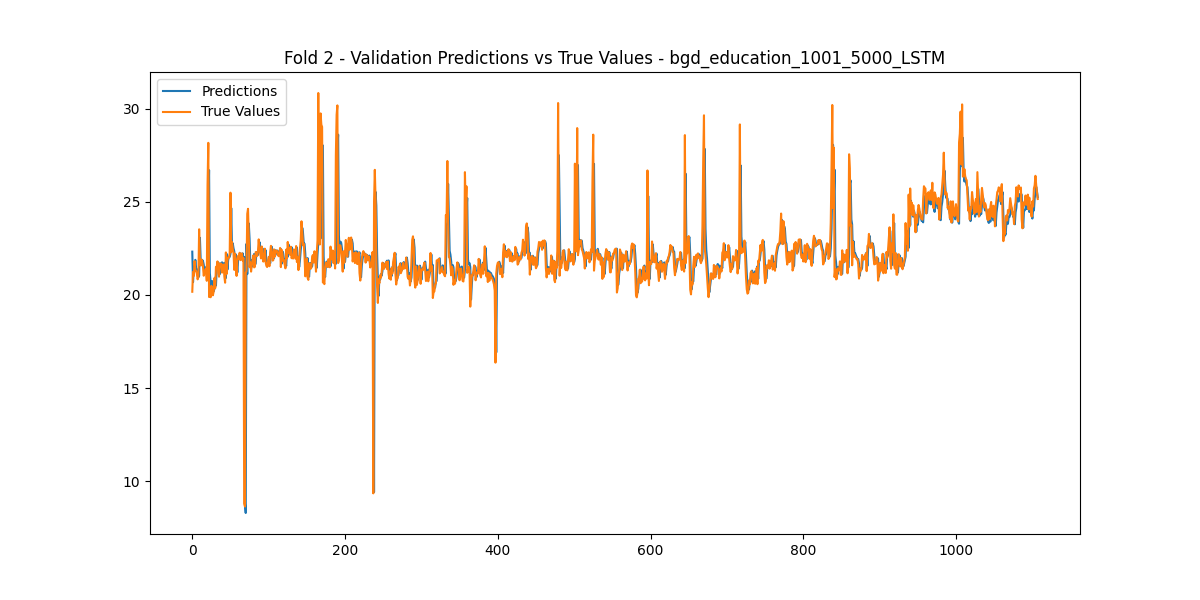 Fold 2 - Validation Predictions vs True Values - bgd_education_1001_5000_LSTM
Predictions
True Values
30
25
20
15
10
0 200 400 600 800 1000